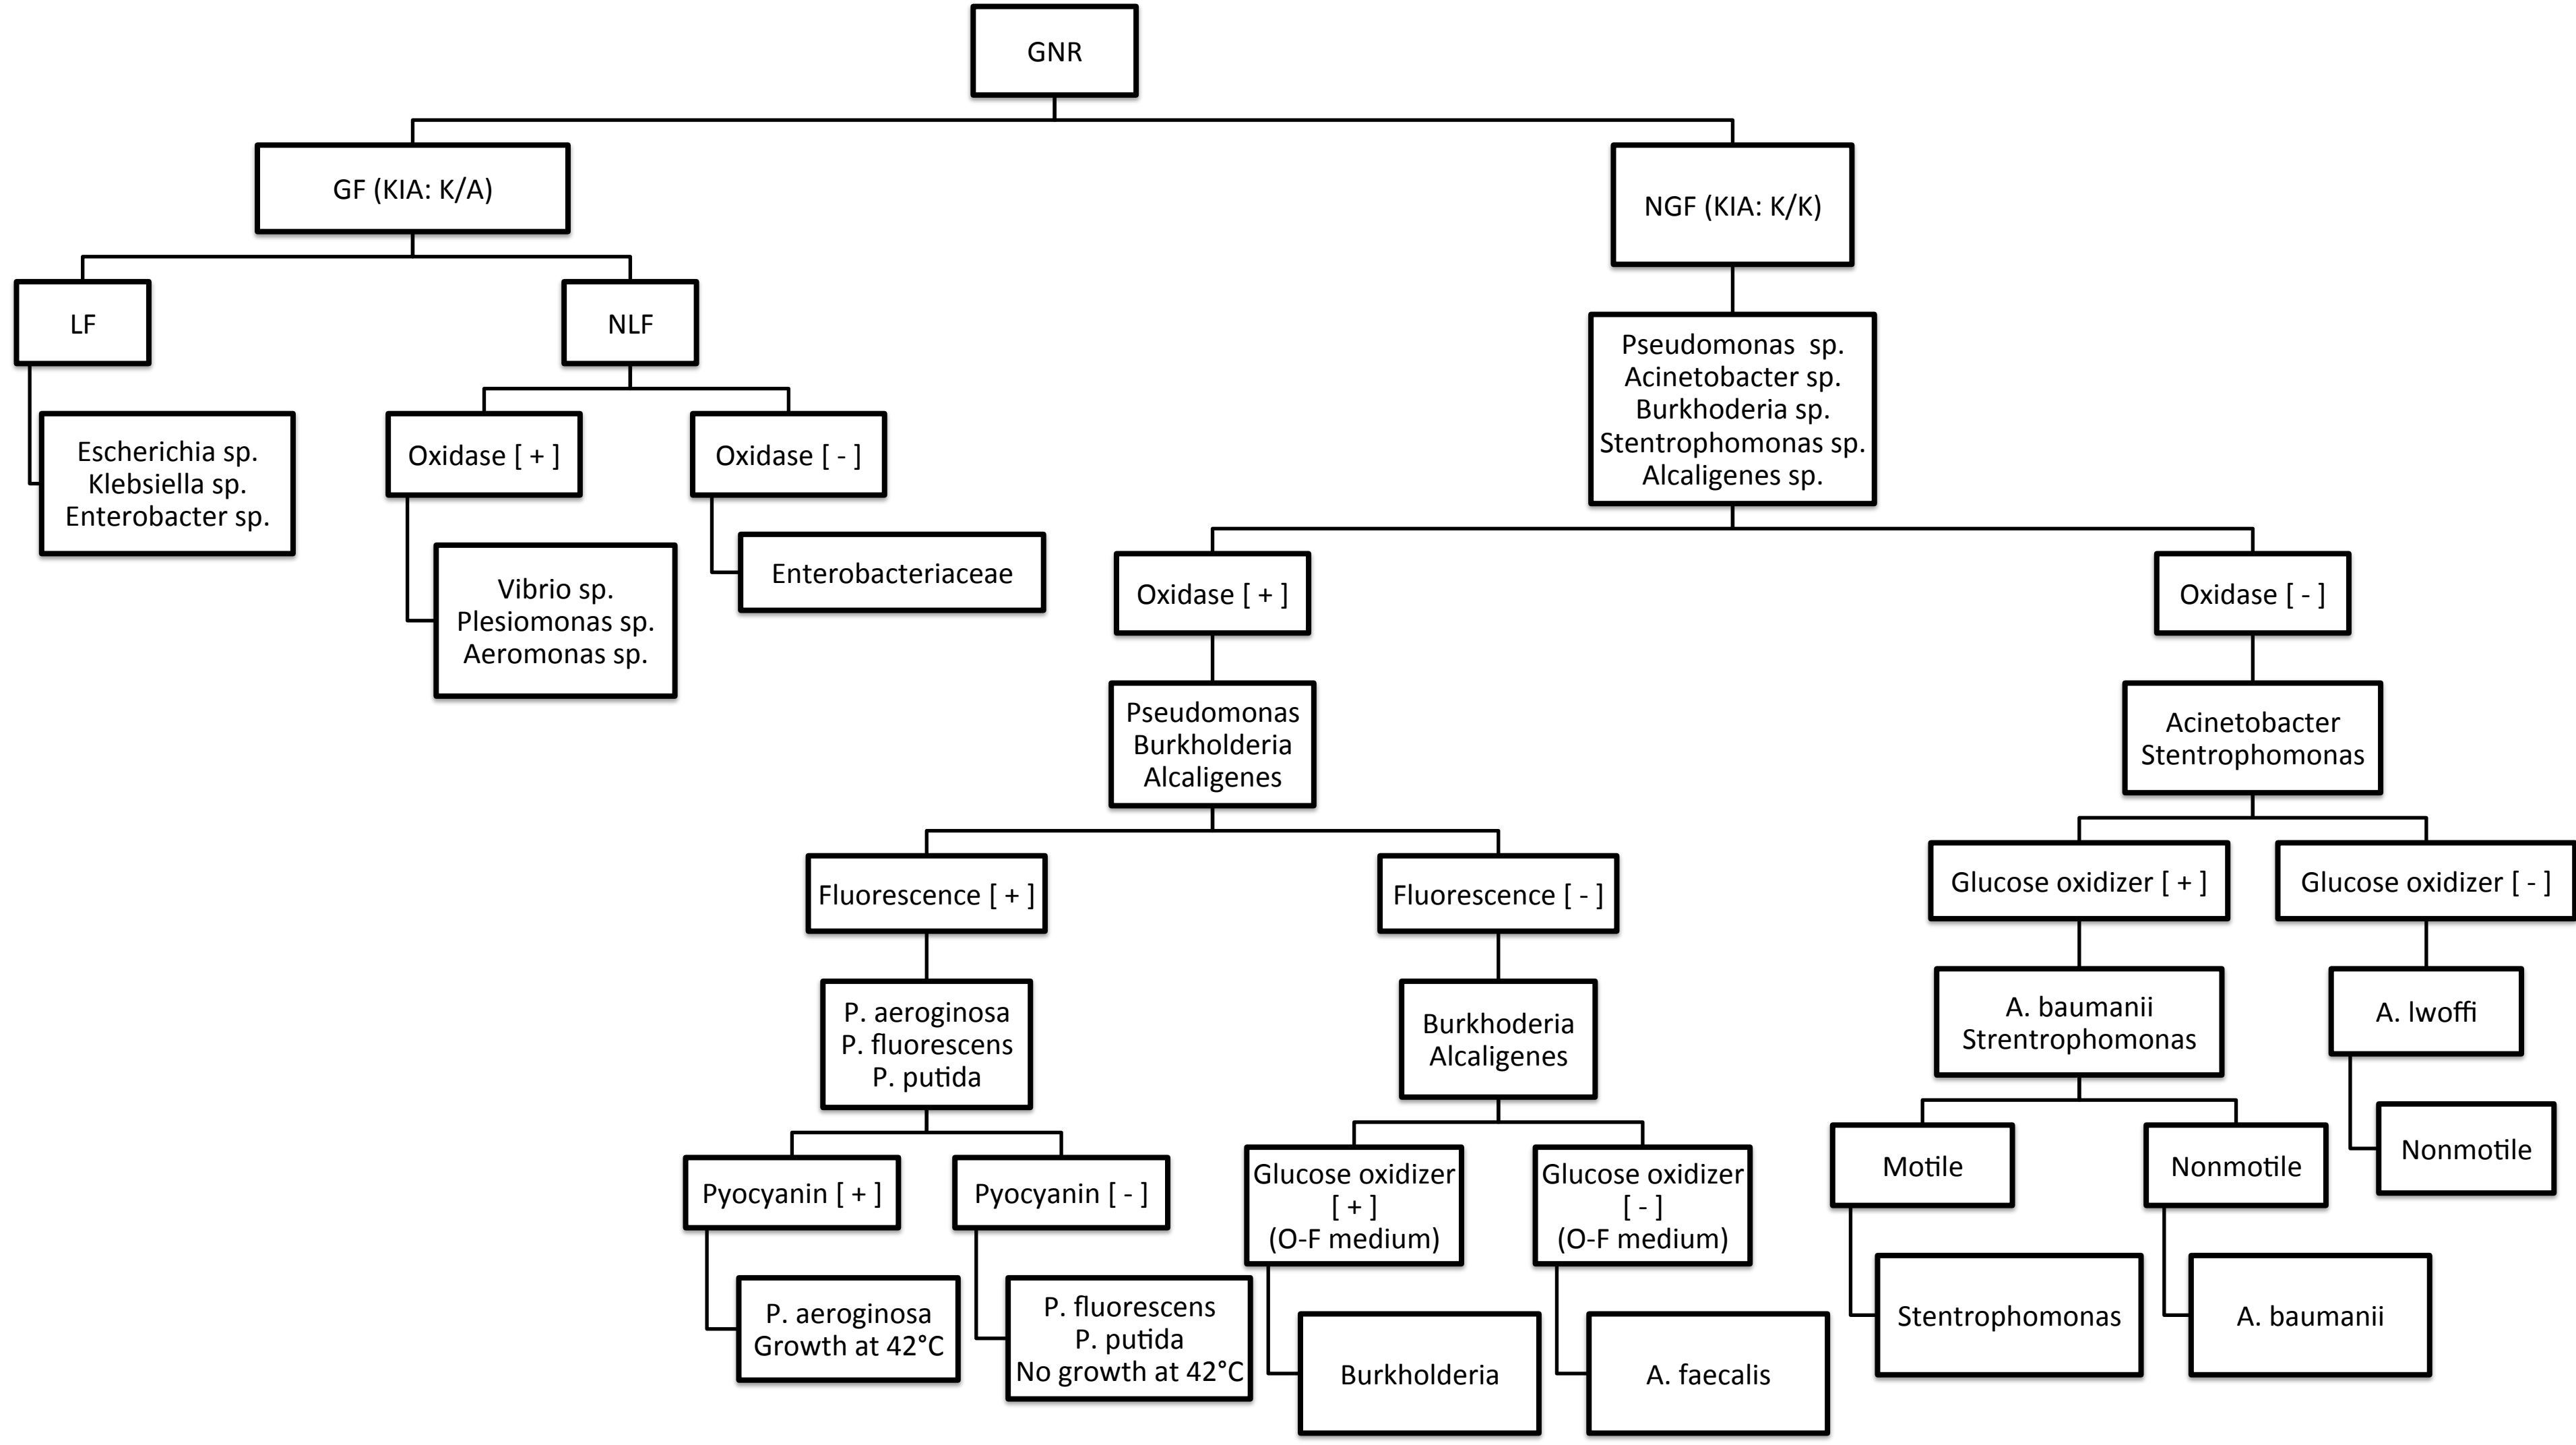 GNR
GF (KIA: K/A)
NGF (KIA: K/K)
LF
NLF
Pseudomonas  sp.
Acinetobacter sp.
Burkhoderia sp.
Stentrophomonas sp.
Alcaligenes sp.
Escherichia sp.
Klebsiella sp.
Enterobacter sp.
Oxidase [ + ]
Oxidase [ - ]
Vibrio sp.
Plesiomonas sp.
Aeromonas sp.
Enterobacteriaceae
Oxidase [ + ]
Oxidase [ - ]
Pseudomonas
Burkholderia
Alcaligenes
Acinetobacter
Stentrophomonas
Fluorescence [ + ]
Fluorescence [ - ]
Glucose oxidizer [ + ]
Glucose oxidizer [ - ]
P. aeroginosa
P. fluorescens
P. putida
Burkhoderia
Alcaligenes
A. baumanii
Strentrophomonas
A. lwoffi
Pyocyanin [ + ]
Pyocyanin [ - ]
Glucose oxidizer
[ + ]
(O-F medium)
Glucose oxidizer
[ - ]
(O-F medium)
Motile
Nonmotile
Nonmotile
P. aeroginosa
Growth at 42°C
P. fluorescens
P. putida
No growth at 42°C
Burkholderia
A. faecalis
Stentrophomonas
A. baumanii